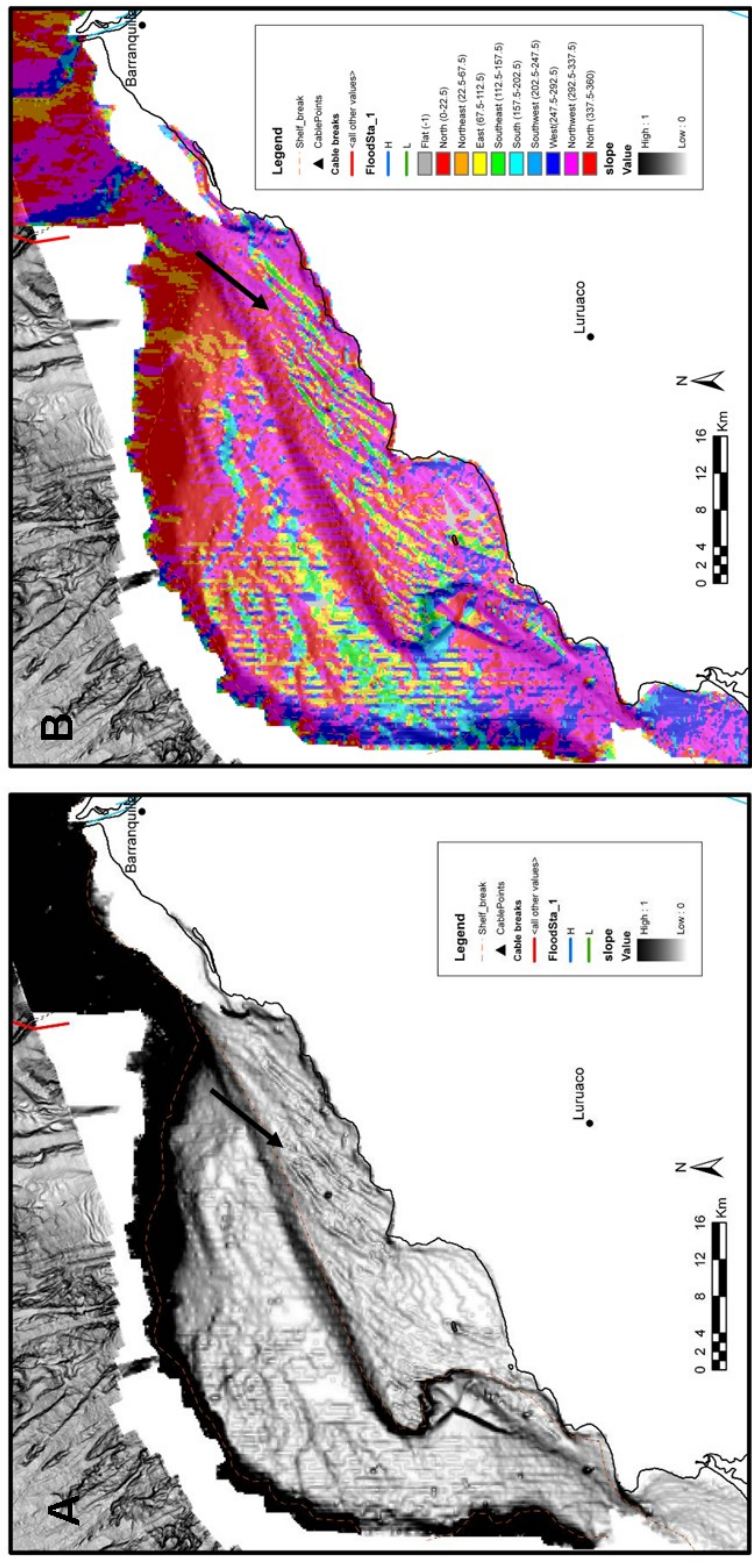 A
Barranquilla
Luruaco
N
0 2 4 8 12 16
Km
Legend
Shelf_break
CablePoints
Cable breaks
<all other values>
FloodSta_1
H
L
slope
Value
High : 1
Low : 0
B
Barranquilla
Luruaco
N
0 2 4 8 12 16
Km
Legend
Shelf_break
CablePoints
Cable breaks
<all other values>
FloodSta_1
H
L
Flat (-1)
North (0-22.5)
Northeast (22.5-67.5)
East (67.5-112.5)
Southeast (112.5-157.5)
South (157.5-202.5)
Southwest (202.5-247.5)
West(247.5-292.5)
Northwest (292.5-337.5)
North (337.5-360)
slope
Value
High : 1
Low : 0